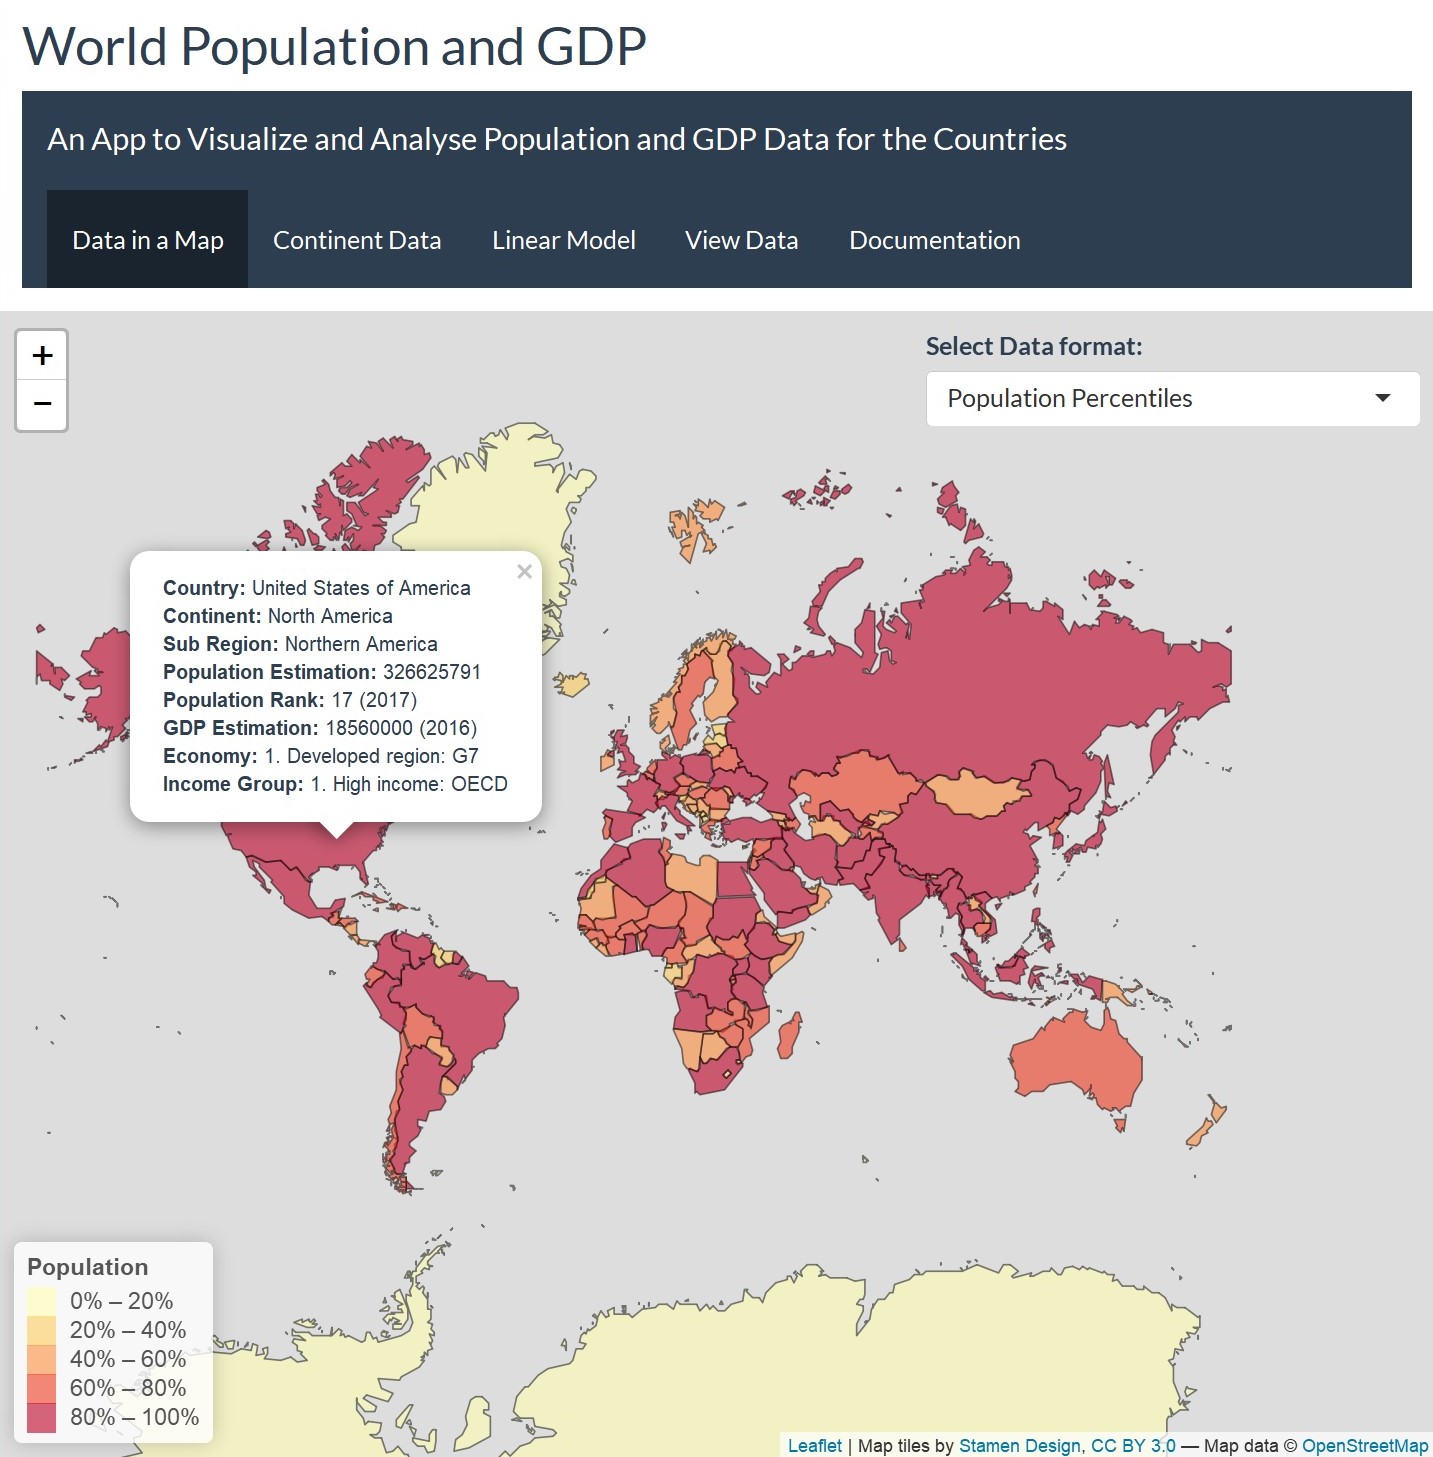 World Population and GDP
An App to Visualize and Analyse Population and GDP Data for the Countries
Data in a Map
Continent Data
Linear Model
View Data
Documentation
+
−
Select Data format:
Population Percentiles
×
Country: United States of America
Continent: North America
Sub Region: Northern America
Population Estimation: 326625791
Population Rank: 17 (2017)
GDP Estimation: 18560000 (2016)
Economy: 1. Developed region: G7
Income Group: 1. High income: OECD
Population
0% – 20%
20% – 40%
40% – 60%
60% – 80%
80% – 100%
Leaflet | Map tiles by Stamen Design, CC BY 3.0 — Map data © OpenStreetMap